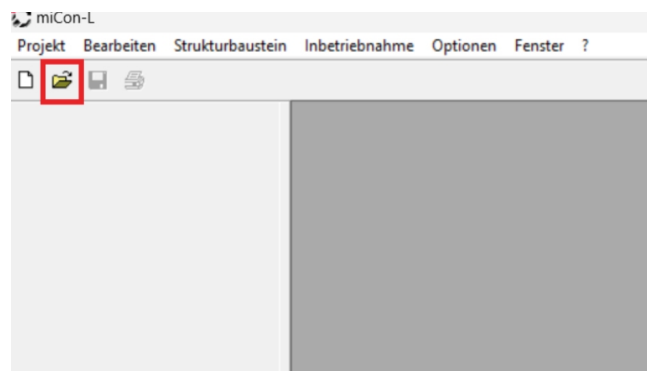 miCon-L
Projekt Bearbeiten Strukturbaustein Inbetriebnahme Optionen Fenster ?